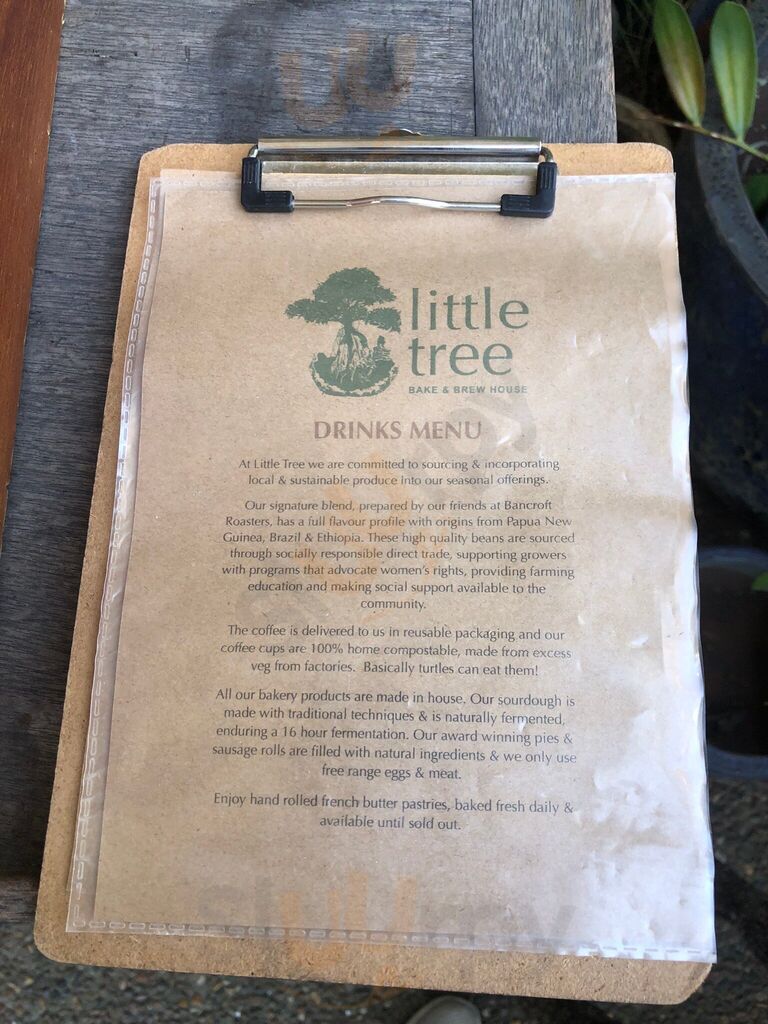 little
tree
BAKE & BREW HOUSE
DRINKS MENU
At Little Tree we are committed to sourcing & incorporating
local & sustainable produce into our seasonal offerings.
Our signature blend, prepared by our friends at Bancroft
Roasters, has a full flavour profile with origins from Papua New
Guinea, Brazil & Ethiopia. These high quality beans are sourced
through socially responsible direct trade, supporting growers
with programs that advocate women's rights, providing farming
education and making social support available to the
community.
The coffee is delivered to us in reusable packaging and our
coffee cups are 100% home compostable, made from excess
veg from factories. Basically turtles can eat them!
All our bakery products are made in house. Our sourdough is
made with traditional techniques & is naturally fermented,
enduring a 16 hour fermentation. Our award winning pies &
sausage rolls are filled with natural ingredients & we only use
free range eggs & meat.
Enjoy hand rolled french butter pastries, baked fresh daily &
available until sold out.